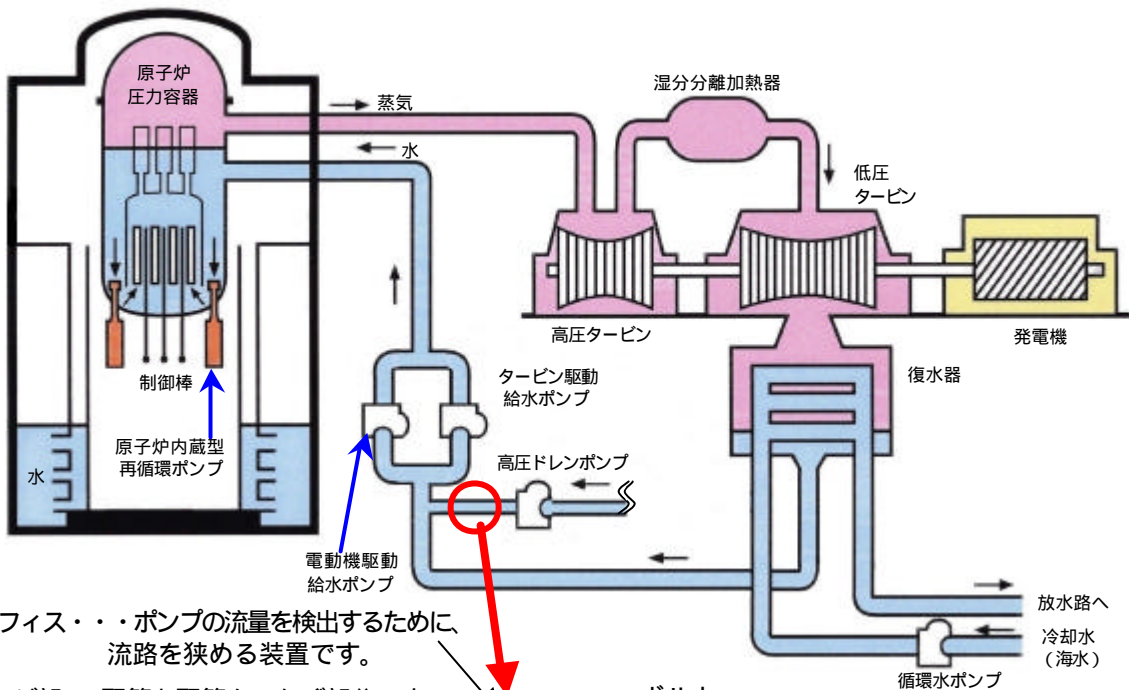 原子炉
圧力容器
蒸気
水
湿分分離加熱器
低圧
タービン
高圧タービン
発電機
復水器
制御棒
原子炉内蔵型
再循環ポンプ
水
タービン駆動
給水ポンプ
高圧ドレンポンプ
電動機駆動
給水ポンプ
放水路へ
冷却水
(海水)
循環水ポンプ
フィス・・・ポンプの流量を検出するために、
流路を狭める装置です。